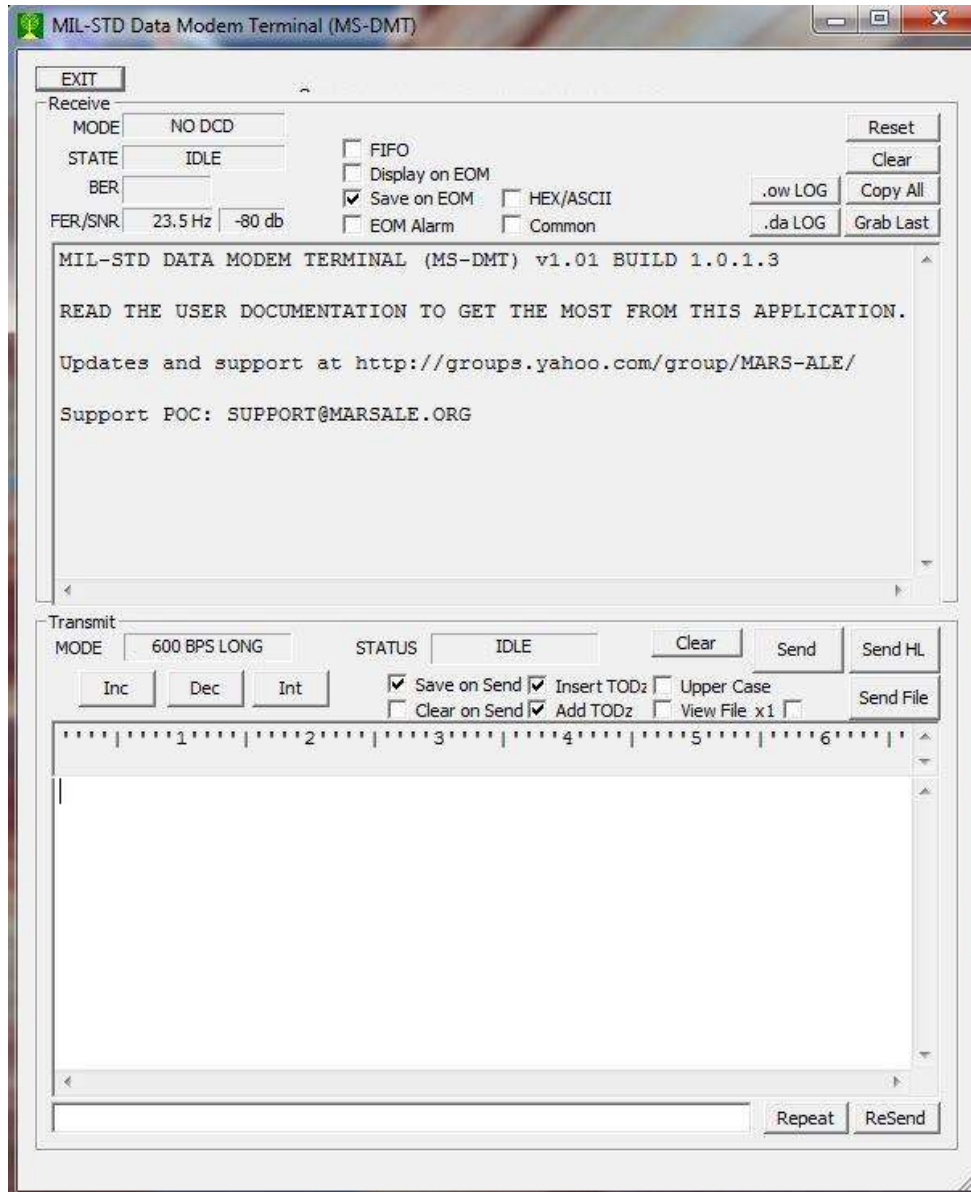 MIL-STD Data Modem Terminal (MS-DMT)
EXIT
Receive
MODE NO DCD
STATE IDLE
BER
FER/SNR 23.5 Hz -80 db
FIFO
Display on EOM
Save on EOM HEX/ASCII
EOM Alarm Common
Reset
Clear
.ow LOG Copy All
.da LOG Grab Last
MIL-STD DATA MODEM TERMINAL (MS-DMT) v1.01 BUILD 1.0.1.3
READ THE USER DOCUMENTATION TO GET THE MOST FROM THIS APPLICATION.
Updates and support at http://groups.yahoo.com/group/MARS-ALE/
Support POC: SUPPORT@MARSALE.ORG
Transmit
MODE 600 BPS LONG STATUS IDLE Clear Send Send HL
Inc Dec Int
Save on Send Insert TODz Upper Case
Clear on Send Add TODz View File x1
Send File
''''|''''1''''|''''2''''|''''3''''|''''4''''|''''5''''|''''6''''|'
Repeat ReSend